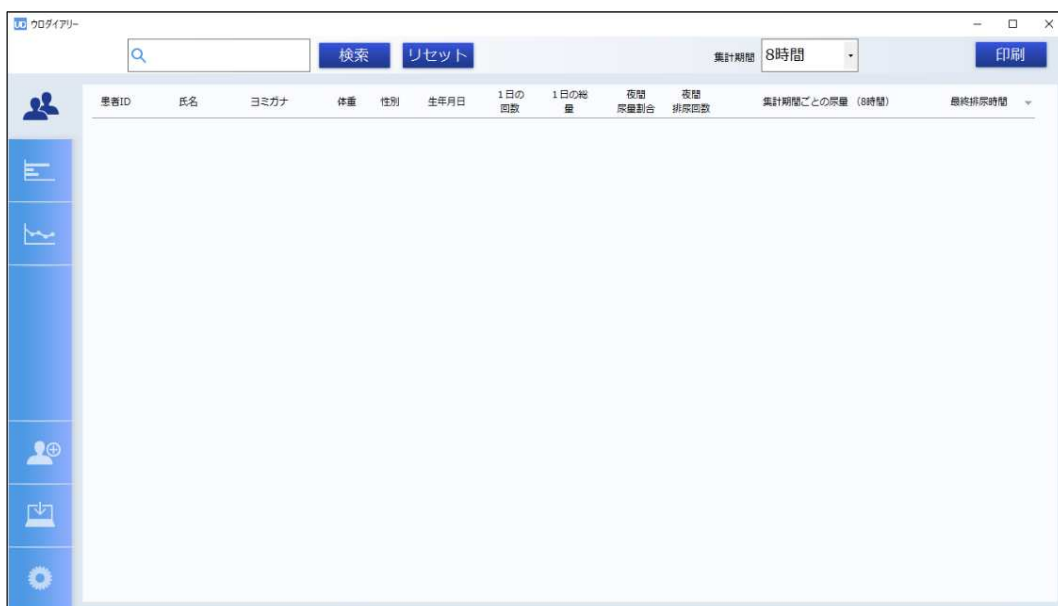 UD ウロダイアリー
検索 リセット 集計期間 8時間 印刷
患者ID 氏名 ヨミガナ 体重 性別 生年月日 1日の回数 1日の総量 夜間尿量割合 夜間排尿回数 集計期間ごとの尿量 (8時間) 最終排尿時間